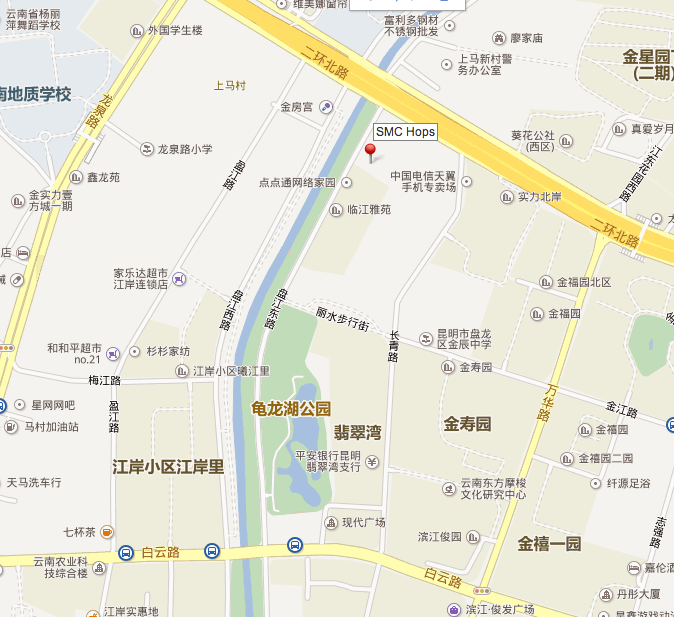 云南省杨丽
萍舞蹈学校
维美娜窗帘
富利多钢材
不锈钢批发
外国学生楼
廖家庙
二环北路
上马新村警
务办公室
金星园
(二期)
上马村
南地质学校
龙泉路
金房宫
SMC Hops
真爱岁月
葵花公社
(西区)
龙泉路小学
盘江路
江东花园西路
点点通网络家园
中国电信天翼
手机专卖场
鑫龙苑
金实力壹
方城一期
临江雅苑
实力北岸
二环北路
店
家乐达超市
江岸连锁店
金福园北区
盘江西路
盘江东路
丽水步行街
金福园
长青路
昆明市盘龙
区金辰中学
和和平超市
no.21
杉杉家纺
江岸小区曦江里
金寿园
梅江路
万华路
金江路
星网网吧
盈江路
龟龙湖公园
翡翠湾
金寿园
金禧园
马村加油站
平安银行昆明
翡翠湾支行
江岸小区江岸里
金禧园二园
天马洗车行
云南东方摩梭
文化研究中心
纤源足浴
七杯茶
现代广场
滨江俊园
金禧一园
志强路
白云路
云南农业科
技综合楼
白云路
嘉伦酒
丹彤大厦
江岸实惠地
滨江·俊发广场